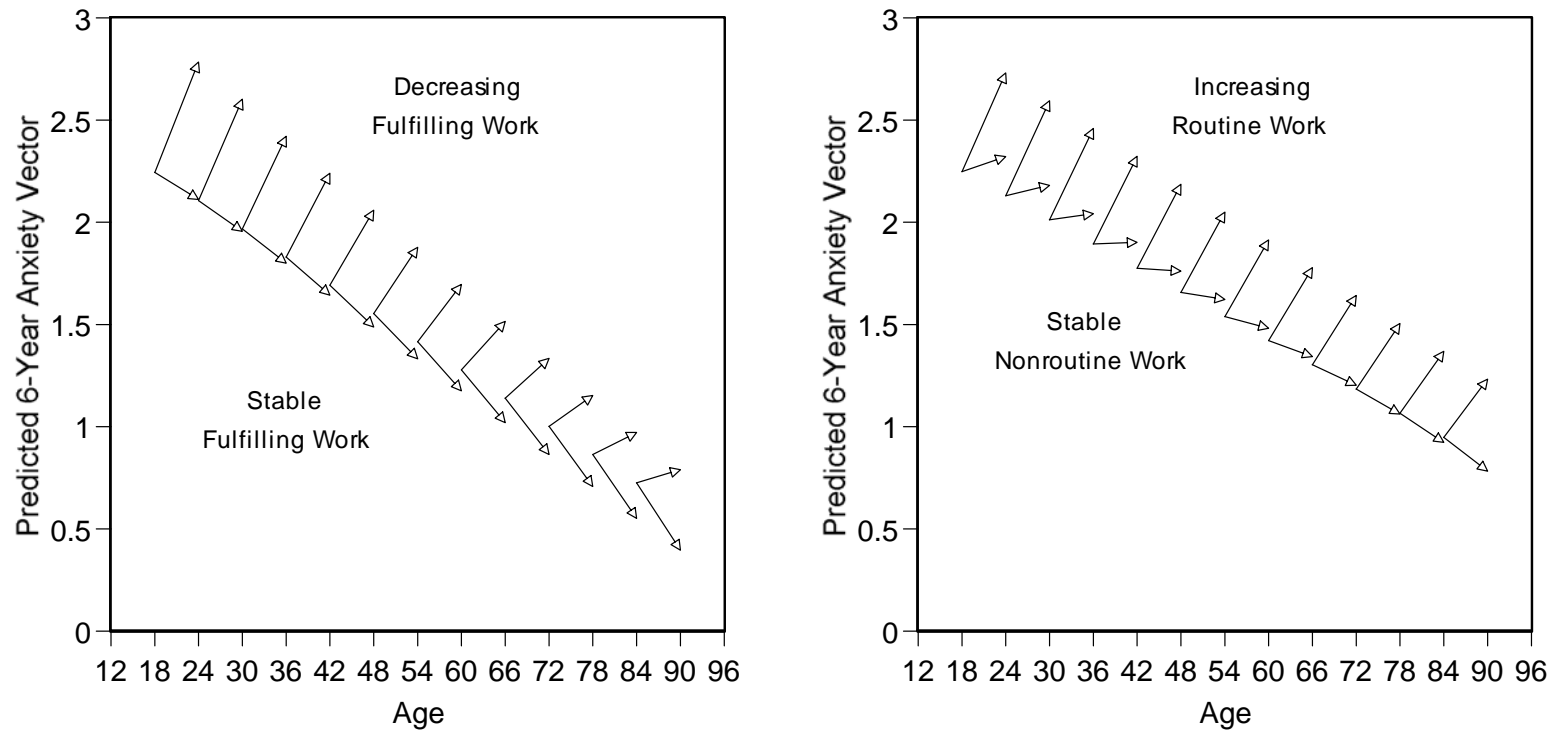 3
2.5
2
1.5
1
0.5
0
Predicted 6-Year Anxiety Vector
Decreasing
Fulfilling Work
Stable
Fulfilling Work
12 18 24 30 36 42 48 54 60 66 72 78 84 90 96
Age
3
2.5
2
1.5
1
0.5
0
Predicted 6-Year Anxiety Vector
Increasing
Routine Work
Stable
Nonroutine Work
12 18 24 30 36 42 48 54 60 66 72 78 84 90 96
Age